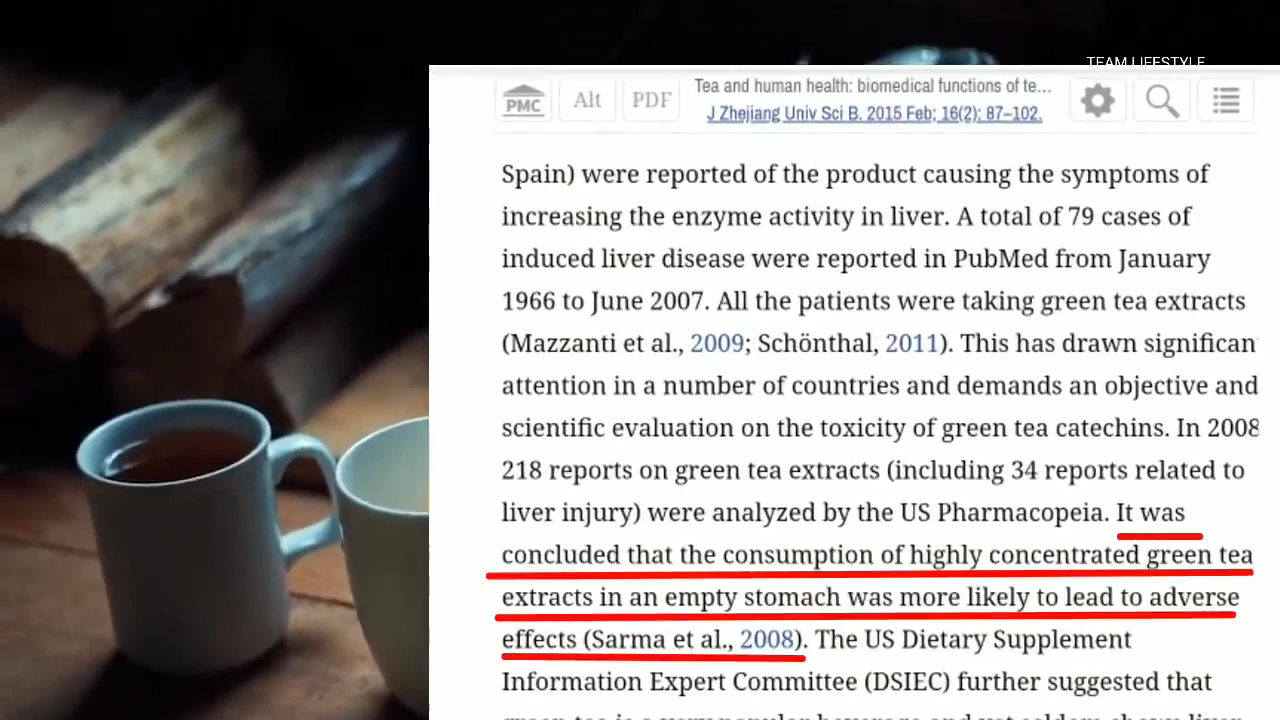 TEAM LIFESTYLE
PMC
Alt
PDF
Tea and human health: biomedical functions of te...
J Zhejiang Univ Sci B. 2015 Feb; 16(2): 87–102.
Spain) were reported of the product causing the symptoms of
increasing the enzyme activity in liver. A total of 79 cases of
induced liver disease were reported in PubMed from January
1966 to June 2007. All the patients were taking green tea extracts
(Mazzanti et al., 2009; Schönthal, 2011). This has drawn significan
attention in a number of countries and demands an objective and
scientific evaluation on the toxicity of green tea catechins. In 2008
218 reports on green tea extracts (including 34 reports related to
liver injury) were analyzed by the US Pharmacopeia. It was
concluded that the consumption of highly concentrated green tea
extracts in an empty stomach was more likely to lead to adverse
effects (Sarma et al., 2008). The US Dietary Supplement
Information Expert Committee (DSIEC) further suggested that